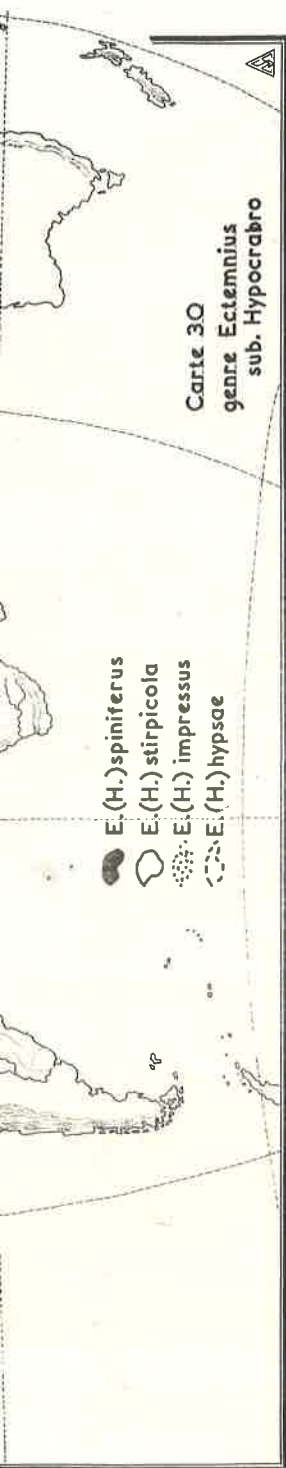 Carte 30
genre Ectemnius
sub. Hypocrabro
E.(H.) spiniferus
E.(H.) stirpicola
E.(H.) impressus
E.(H.) hypsae